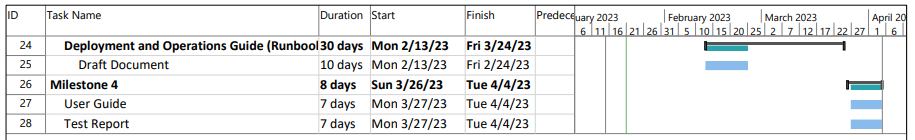 ID Task Name Duration Start Finish Predece uary 2023 February 2023 March 2023 April 20
6 11 16 21 26 31 5 10 15 20 25 2 7 12 17 22 27 1 6
24 Deployment and Operations Guide (Runbool 30 days Mon 2/13/23 Fri 3/24/23
25 Draft Document 10 days Mon 2/13/23 Fri 2/24/23
26 Milestone 4 8 days Sun 3/26/23 Tue 4/4/23
27 User Guide 7 days Mon 3/27/23 Tue 4/4/23
28 Test Report 7 days Mon 3/27/23 Tue 4/4/23